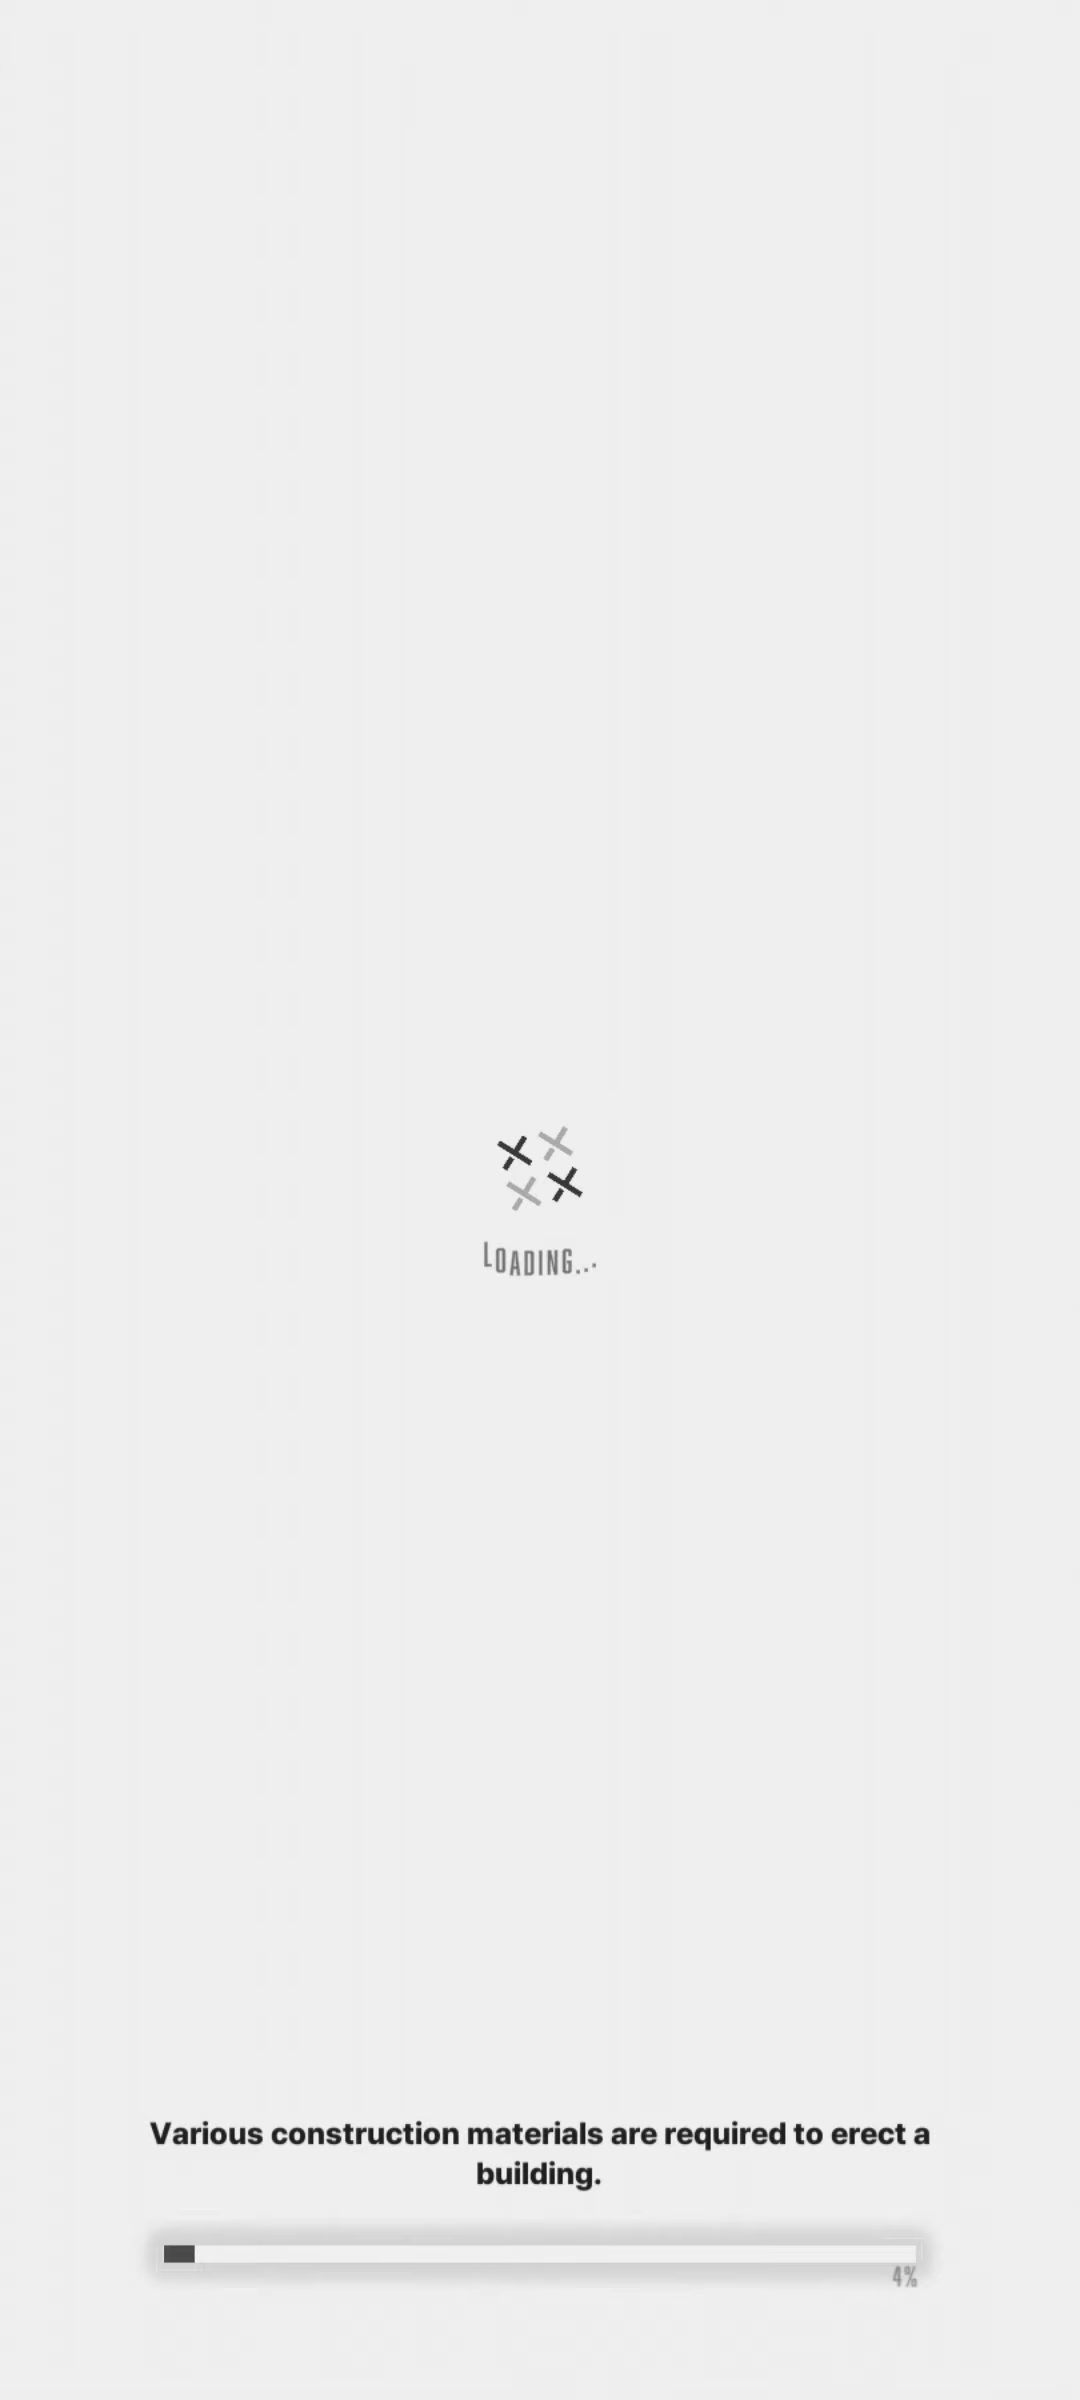 LOADING...
Various construction materials are required to erect a
building.
4%